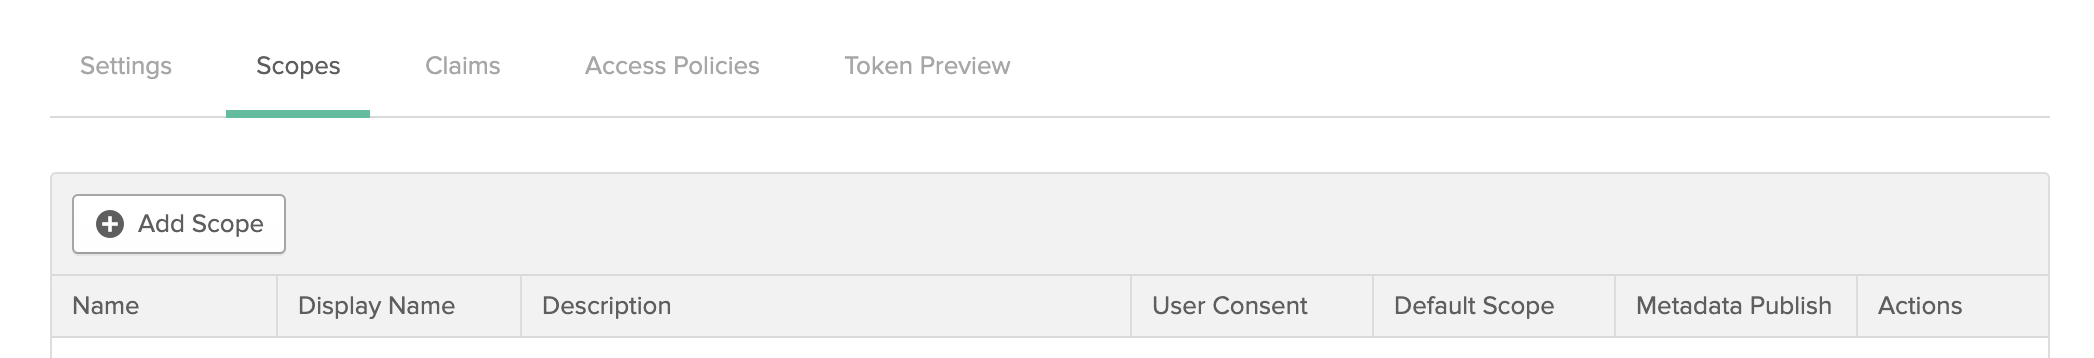 Settings Scopes Claims Access Policies Token Preview
Add Scope
Name Display Name Description User Consent Default Scope Metadata Publish Actions